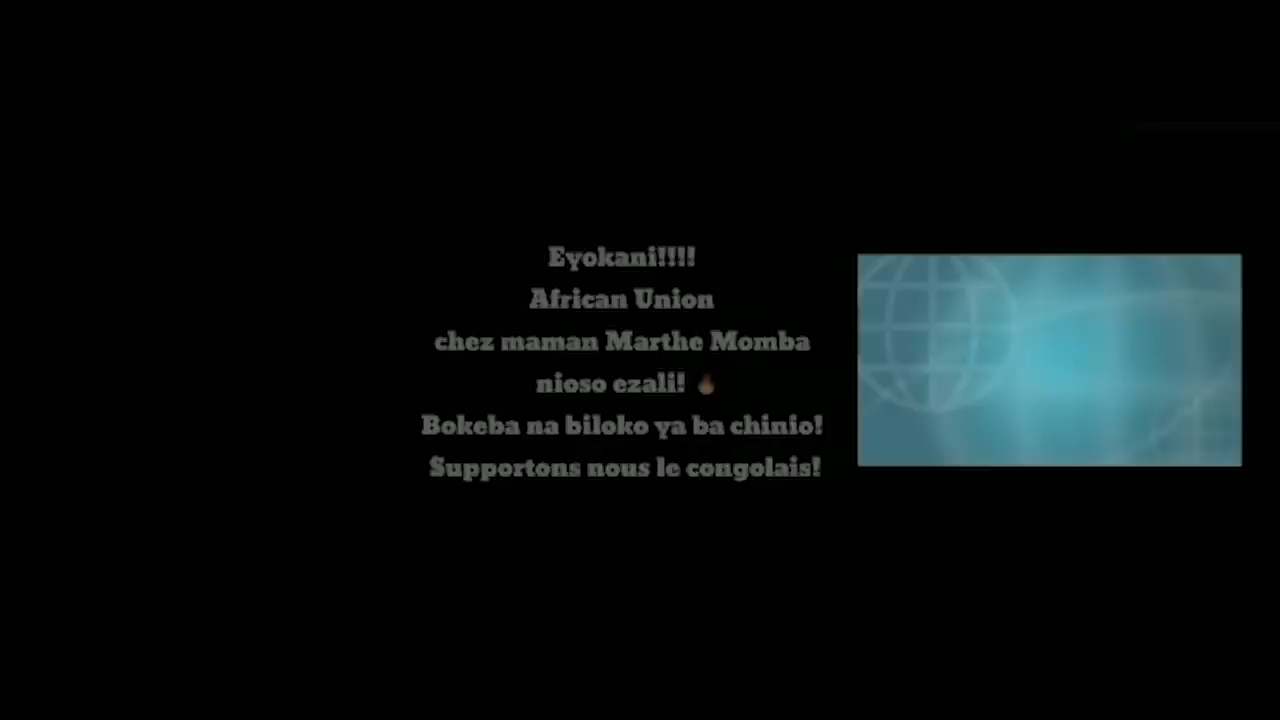 Eyokani!!!!
African Union
chez maman Marthe Momba
nioso ezali! 🔥
Bokeba na biloko ya ba chinio!
Supportons nous le congolais!